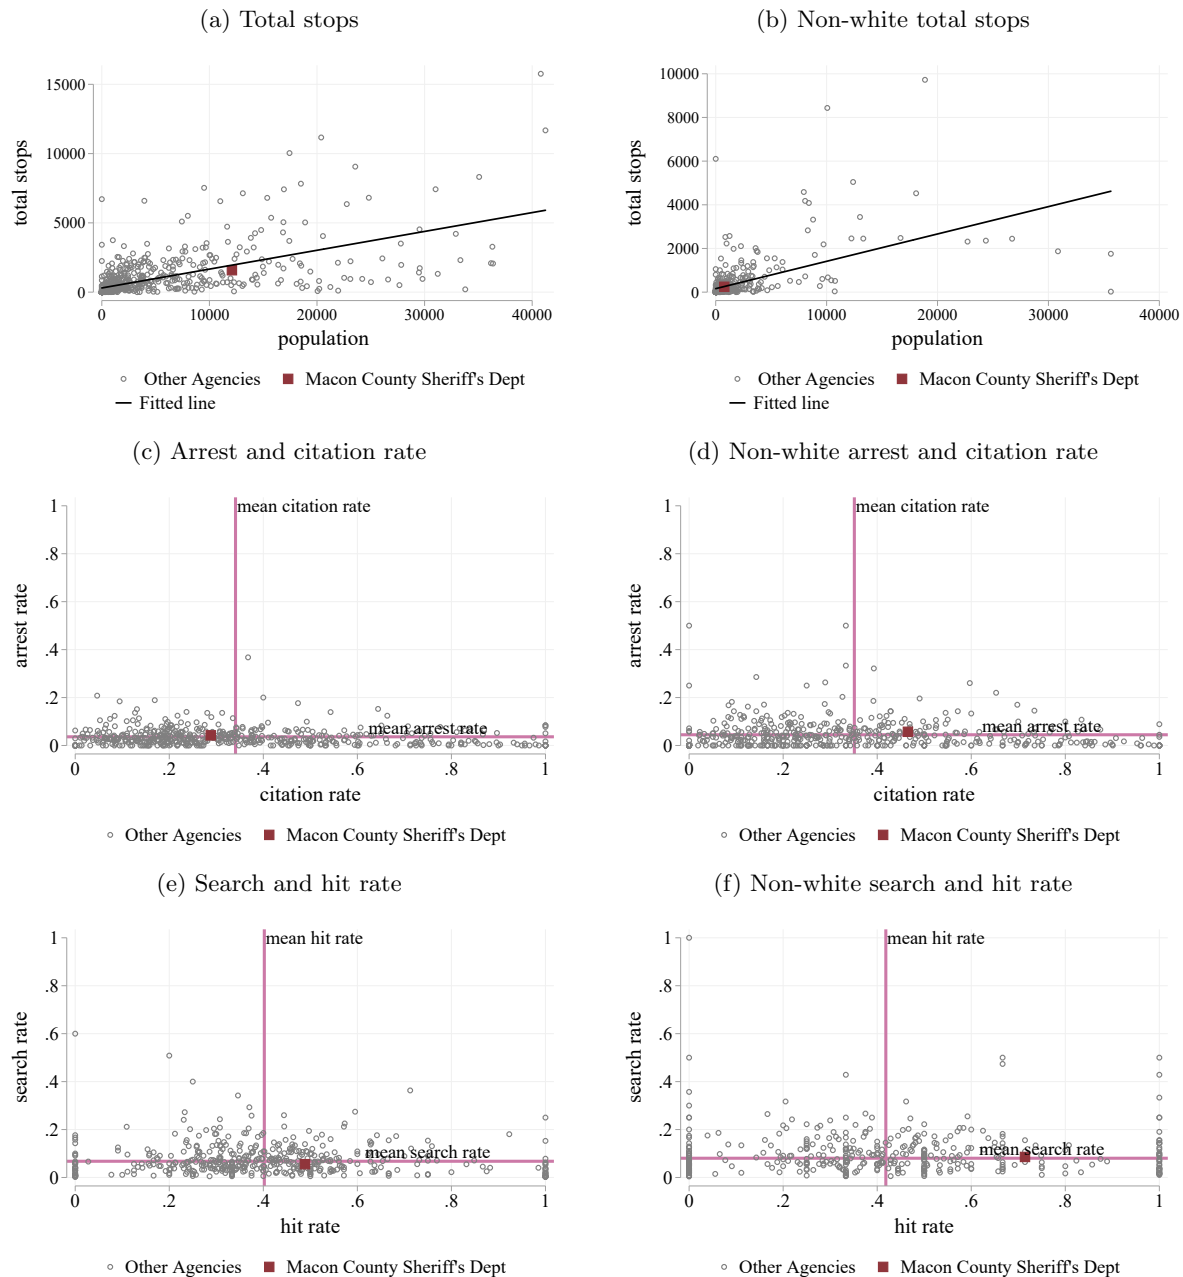 (a) Total stops
(b) Non-white total stops
15000
10000
5000
0
total stops
0
10000
20000
30000
40000
population
Other Agencies
Macon County Sheriff's Dept
Fitted line
10000
8000
6000
4000
2000
0
total stops
0
10000
20000
30000
40000
population
Other Agencies
Macon County Sheriff's Dept
Fitted line
(c) Arrest and citation rate
(d) Non-white arrest and citation rate
mean citation rate
1
.8
.6
.4
.2
0
arrest rate
mean arrest rate
0
.2
.4
.6
.8
1
citation rate
Other Agencies
Macon County Sheriff's Dept
mean citation rate
1
.8
.6
.4
.2
0
arrest rate
mean arrest rate
0
.2
.4
.6
.8
1
citation rate
Other Agencies
Macon County Sheriff's Dept
(e) Search and hit rate
(f) Non-white search and hit rate
mean hit rate
1
.8
.6
.4
.2
0
search rate
mean search rate
0
.2
.4
.6
.8
1
hit rate
Other Agencies
Macon County Sheriff's Dept
mean hit rate
1
.8
.6
.4
.2
0
search rate
mean search rate
0
.2
.4
.6
.8
1
hit rate
Other Agencies
Macon County Sheriff's Dept